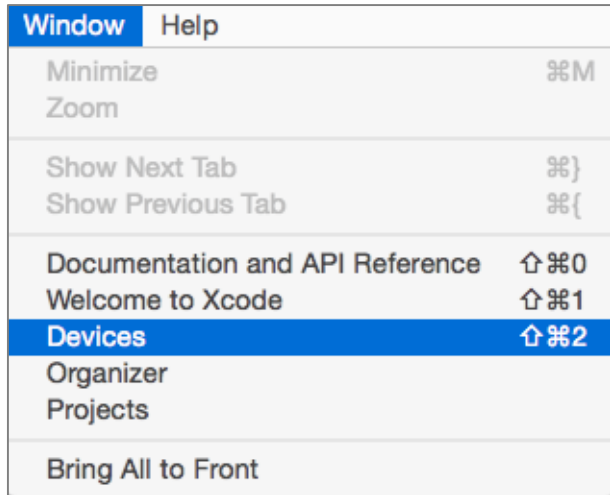 Window Help
Minimize ⌘M
Zoom
Show Next Tab ⌘}
Show Previous Tab ⌘{
Documentation and API Reference ⇧⌘0
Welcome to Xcode ⇧⌘1
Devices ⇧⌘2
Organizer
Projects
Bring All to Front